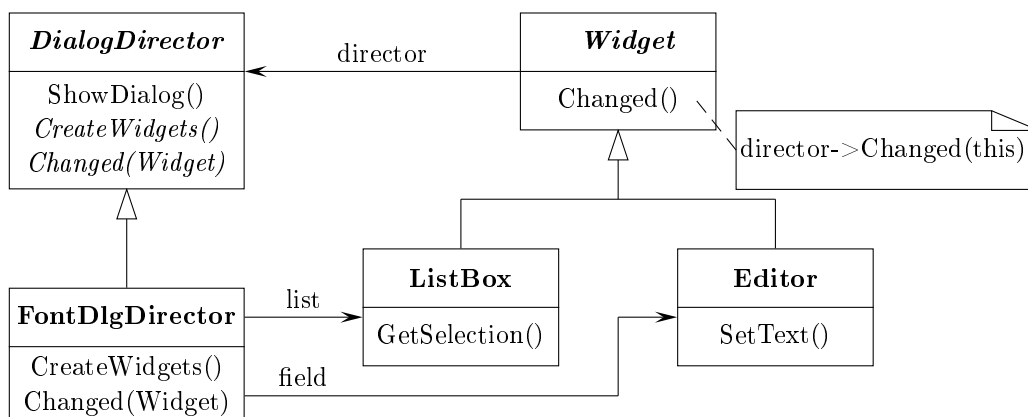 DialogDirector
ShowDialog()
CreateWidgets()
Changed(Widget)
director
Widget
Changed()
director->Changed(this)
FontDlgDirector
CreateWidgets()
Changed(Widget)
list
field
ListBox
GetSelection()
Editor
SetText()